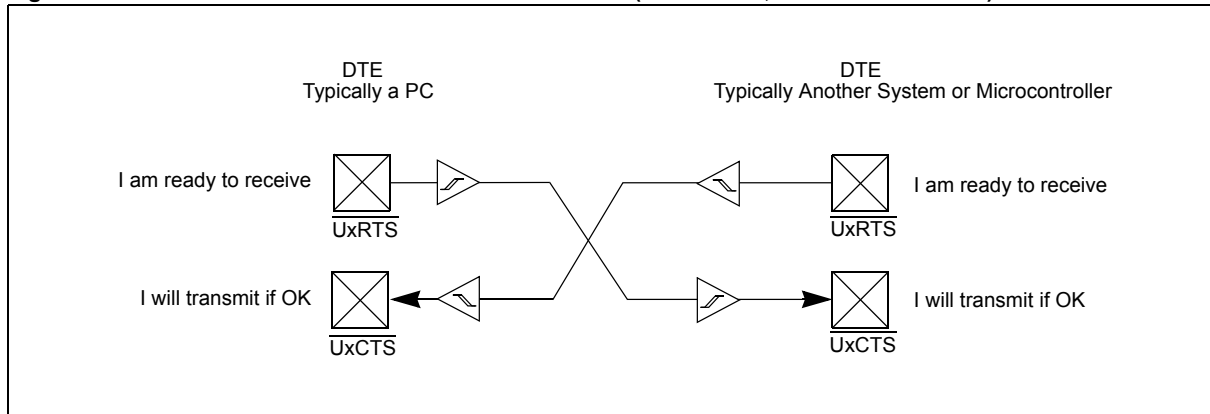 DTE
Typically a PC
DTE
Typically Another System or Microcontroller
I am ready to receive
UxRTS
I am ready to receive
UxRTS
I will transmit if OK
UxCTS
I will transmit if OK
UxCTS